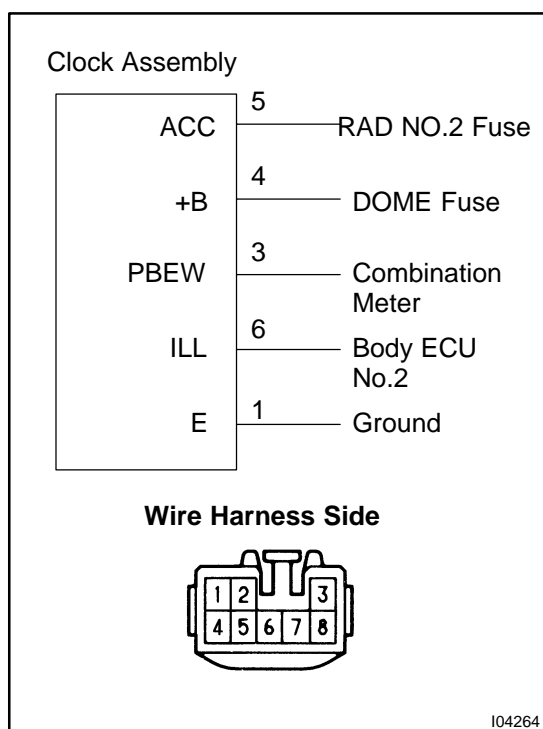 Clock Assembly
ACC 5 RAD NO.2 Fuse
+B 4 DOME Fuse
PBEW 3 Combination
Meter
ILL 6 Body ECU
No.2
E 1 Ground
Wire Harness Side
1 2 3
4 5 6 7 8
I04264